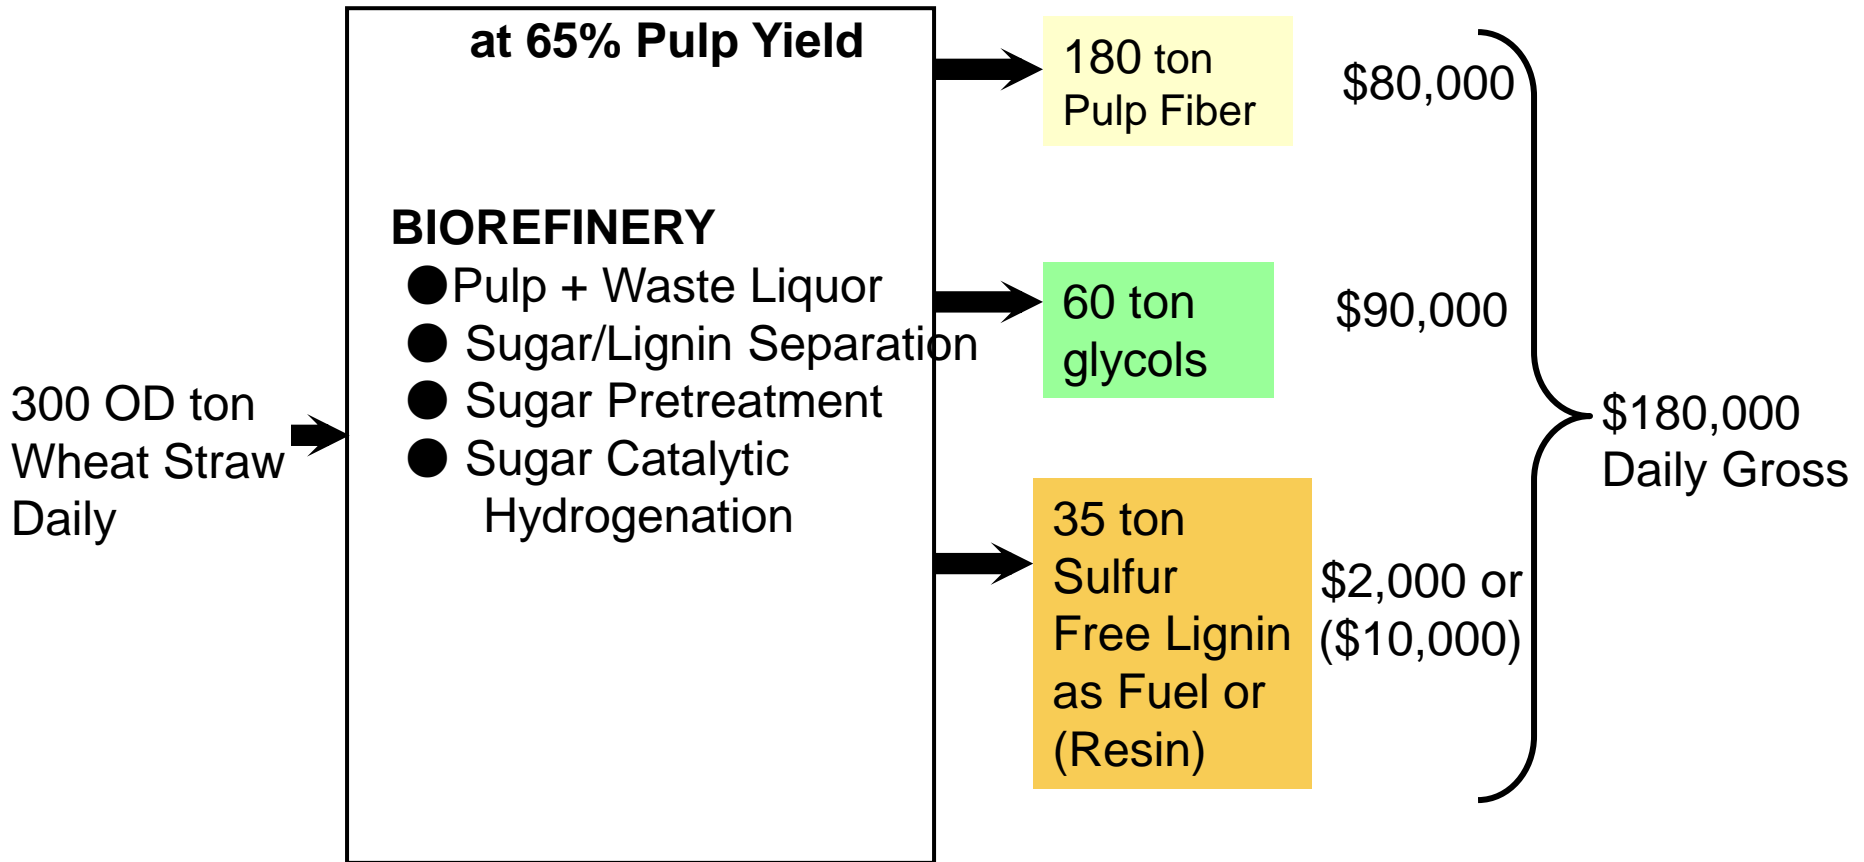 at 65% Pulp Yield
300 OD ton
Wheat Straw
Daily
BIOREFINERY
●Pulp + Waste Liquor
● Sugar/Lignin Separation
● Sugar Pretreatment
● Sugar Catalytic
Hydrogenation
180 ton
Pulp Fiber
$80,000
60 ton
glycols
$90,000
35 ton
Sulfur
Free Lignin
as Fuel or
(Resin)
$2,000 or
($10,000)
$180,000
Daily Gross